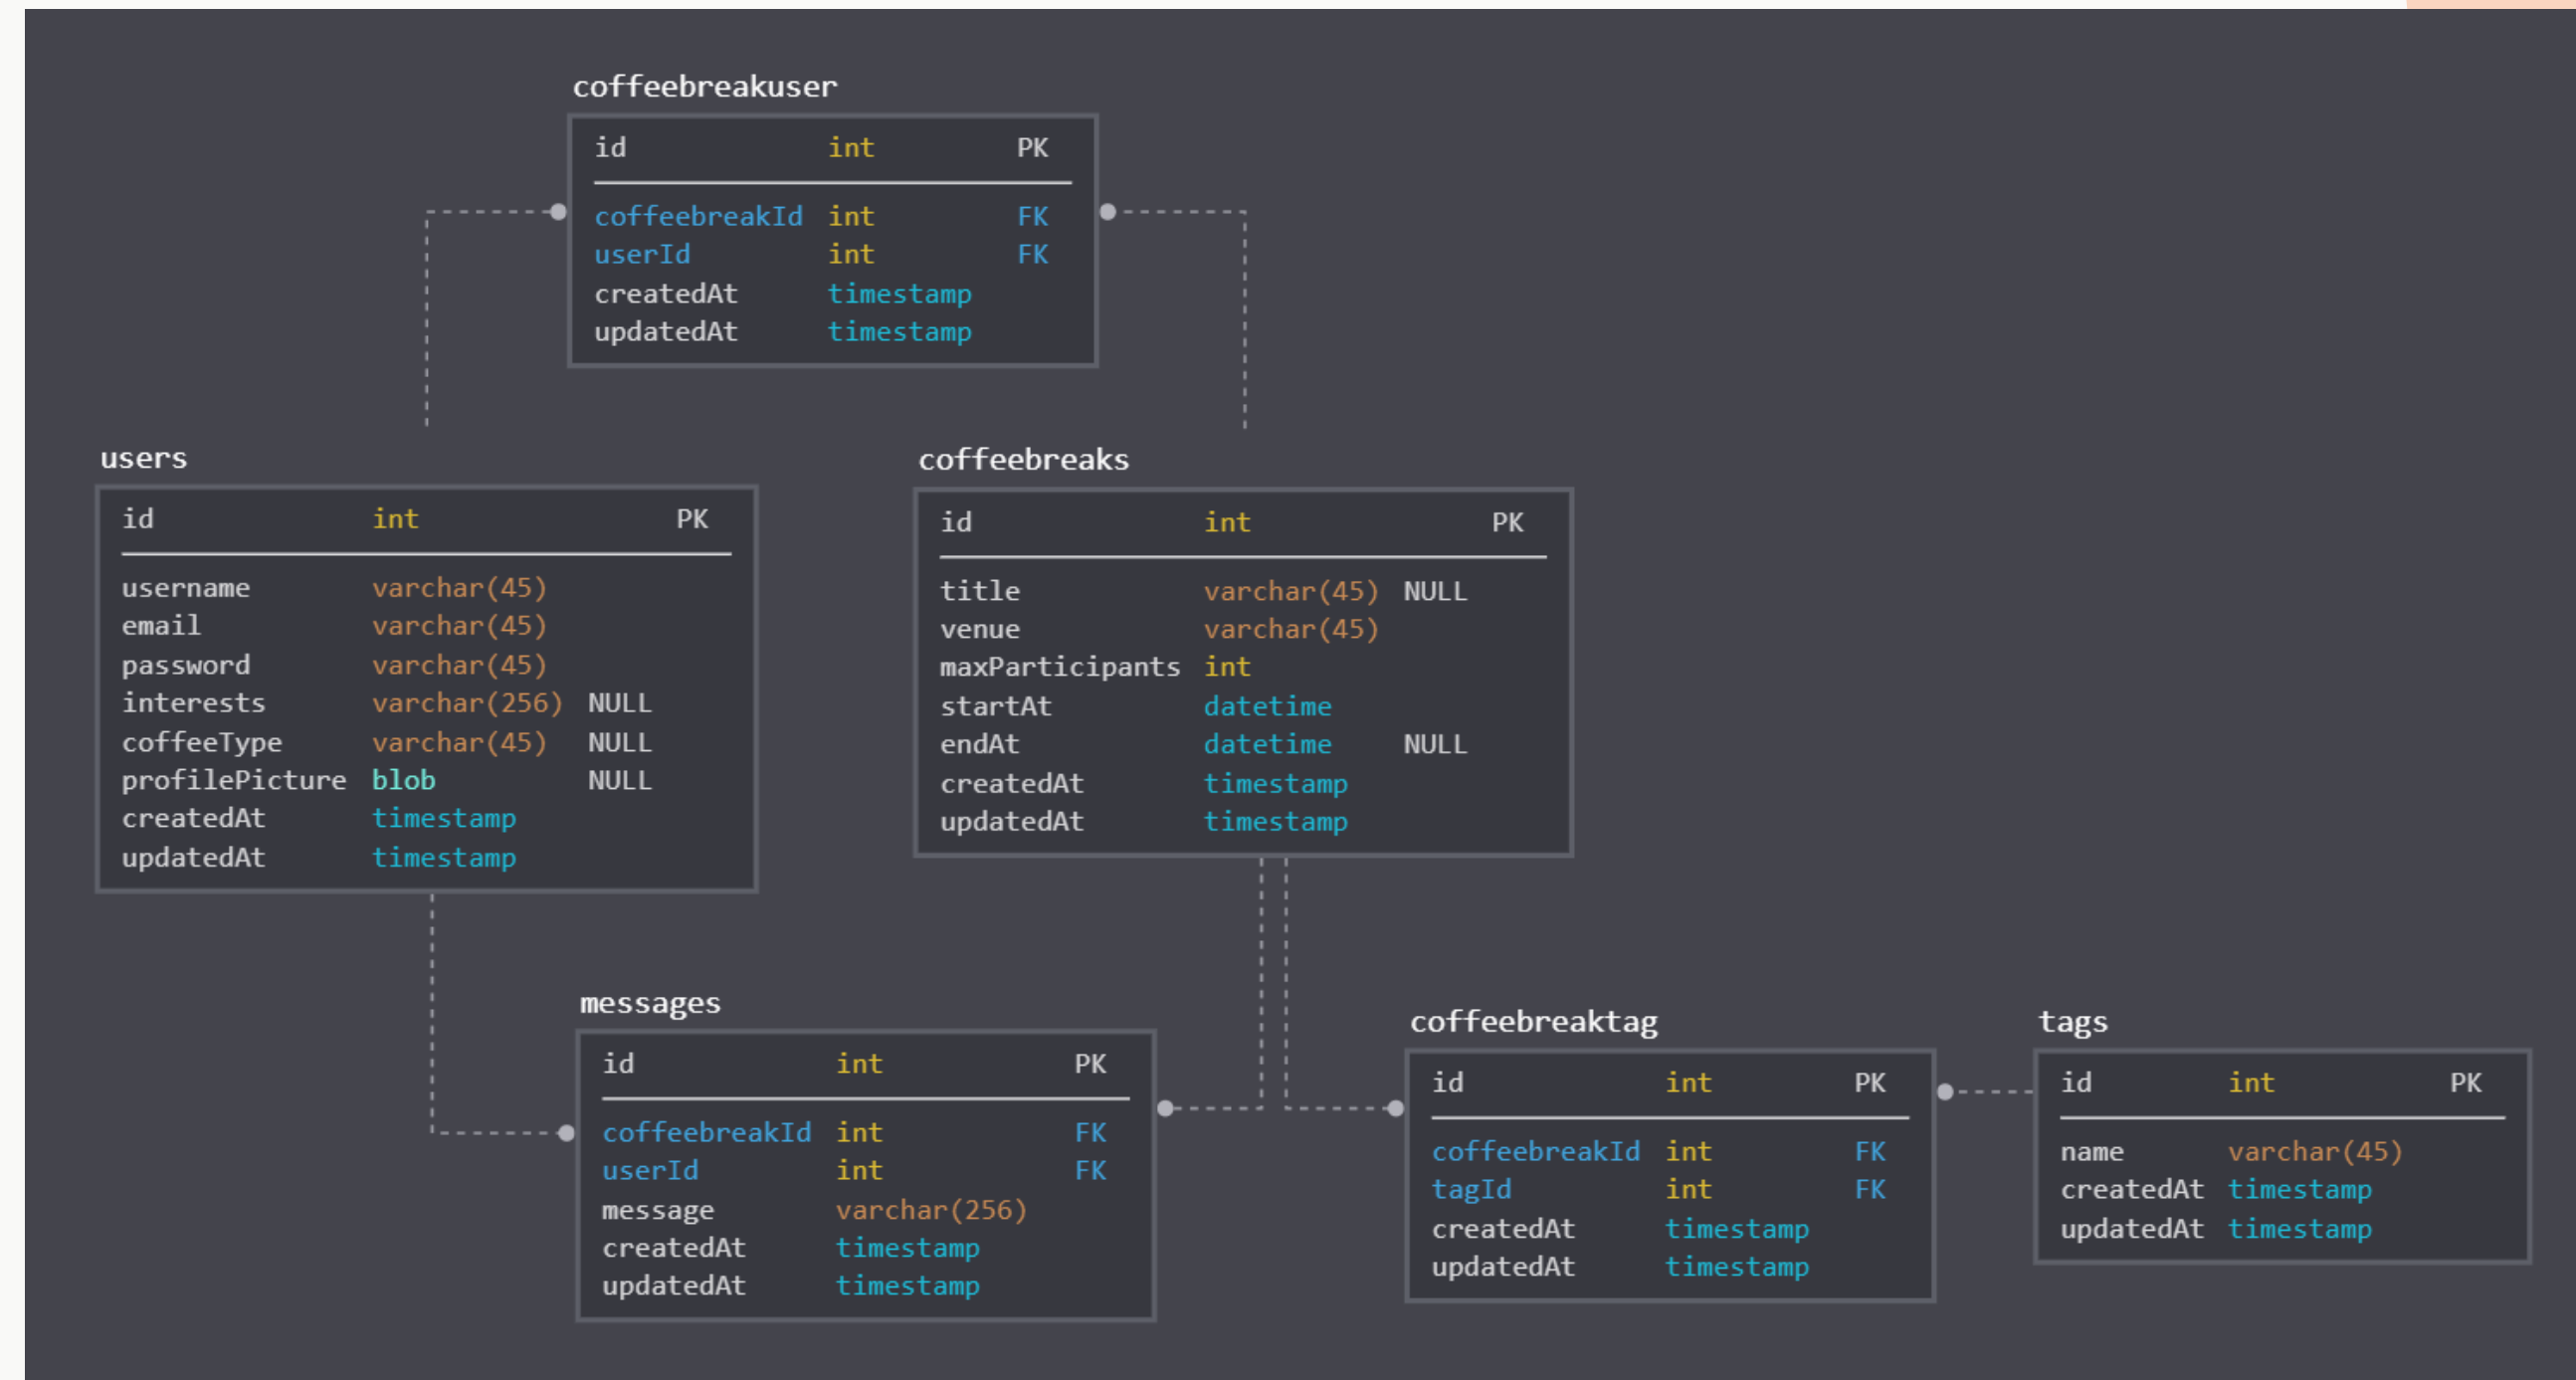 coffeebreakuser
id int PK
coffeebreakId int FK
userId int FK
createdAt timestamp
updatedAt timestamp
users
id int PK
username varchar(45)
email varchar(45)
password varchar(45)
interests varchar(256) NULL
coffeeType varchar(45) NULL
profilePicture blob NULL
createdAt timestamp
updatedAt timestamp
coffeebreaks
id int PK
title varchar(45) NULL
venue varchar(45)
maxParticipants int
startAt datetime
endAt datetime NULL
createdAt timestamp
updatedAt timestamp
messages
id int PK
coffeebreakId int FK
userId int FK
message varchar(256)
createdAt timestamp
updatedAt timestamp
coffeebreaktag
id int PK
coffeebreakId int FK
tagId int FK
createdAt timestamp
updatedAt timestamp
tags
id int PK
name varchar(45)
createdAt timestamp
updatedAt timestamp